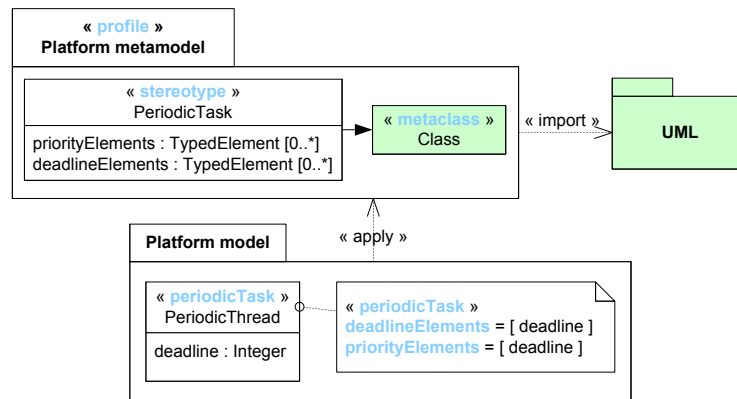 « profile »
Platform metamodel
« stereotype »
PeriodicTask
priorityElements : TypedElement [0..*]
deadlineElements : TypedElement [0..*]
« metaclass »
Class
« import »
UML
« apply »
Platform model
« periodicTask »
PeriodicThread
deadline : Integer
« periodicTask »
deadlineElements = [ deadline ]
priorityElements = [ deadline ]